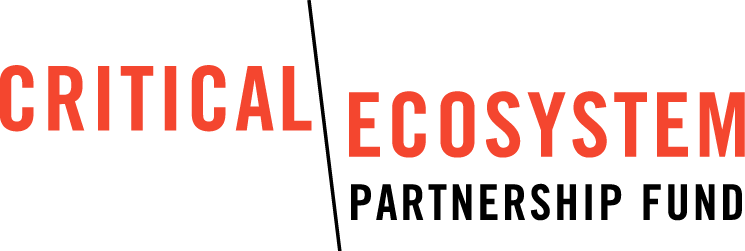 CRITICAL
ECOSYSTEM
PARTNERSHIP FUND